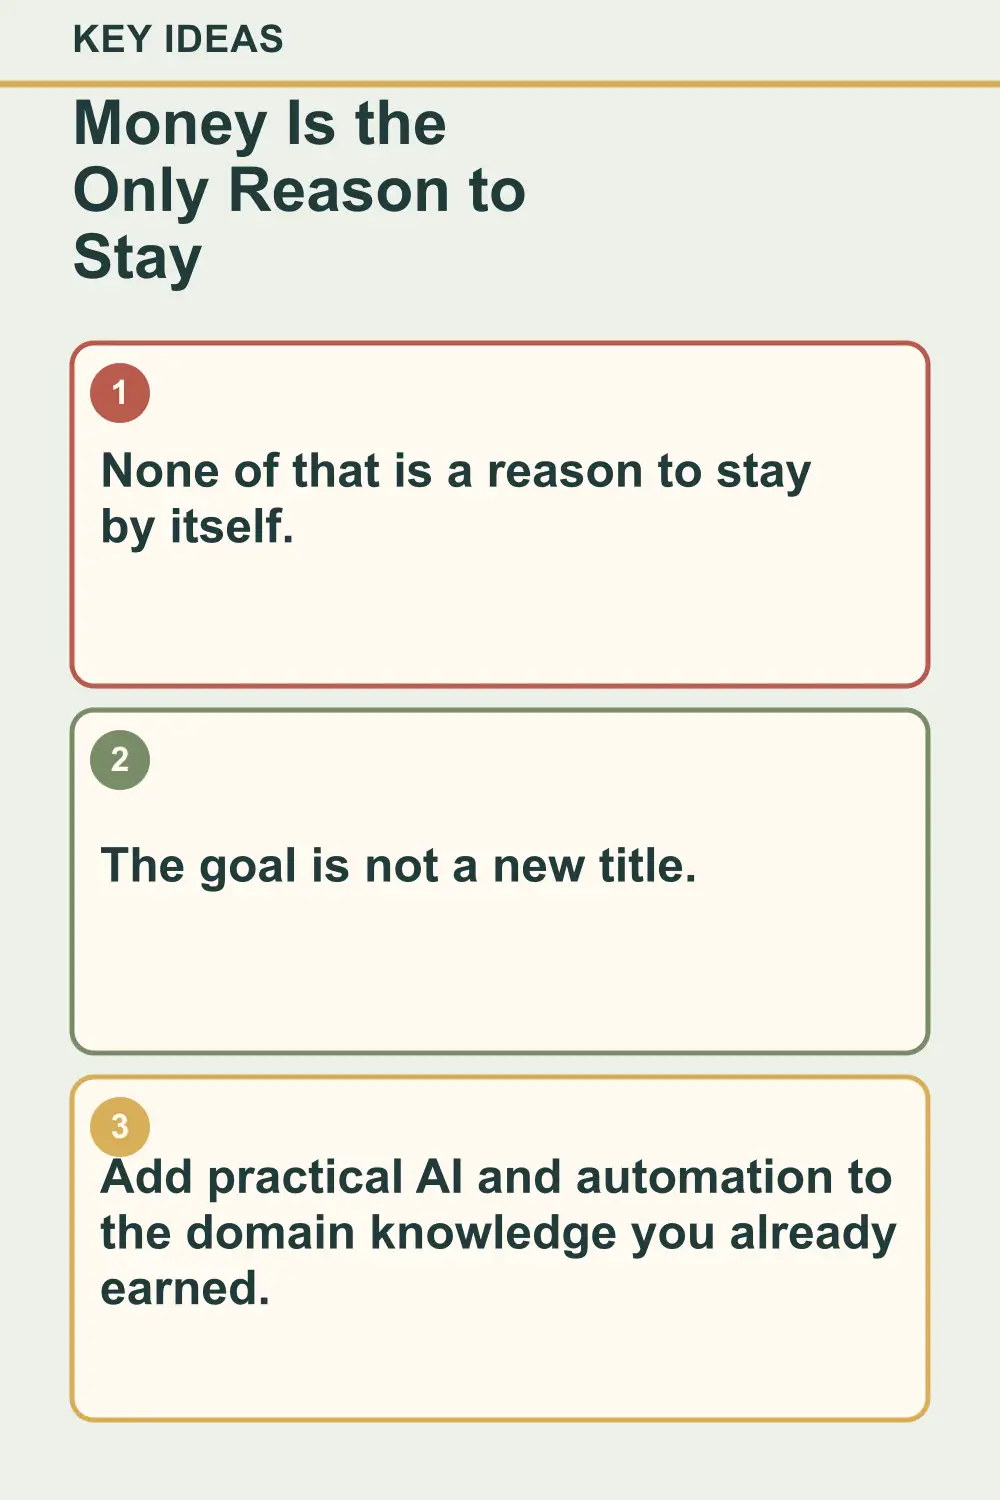 KEY IDEAS
Money Is the
Only Reason to
Stay
1
None of that is a reason to stay
by itself.
2
The goal is not a new title.
3
Add practical AI and automation to
the domain knowledge you already
earned.